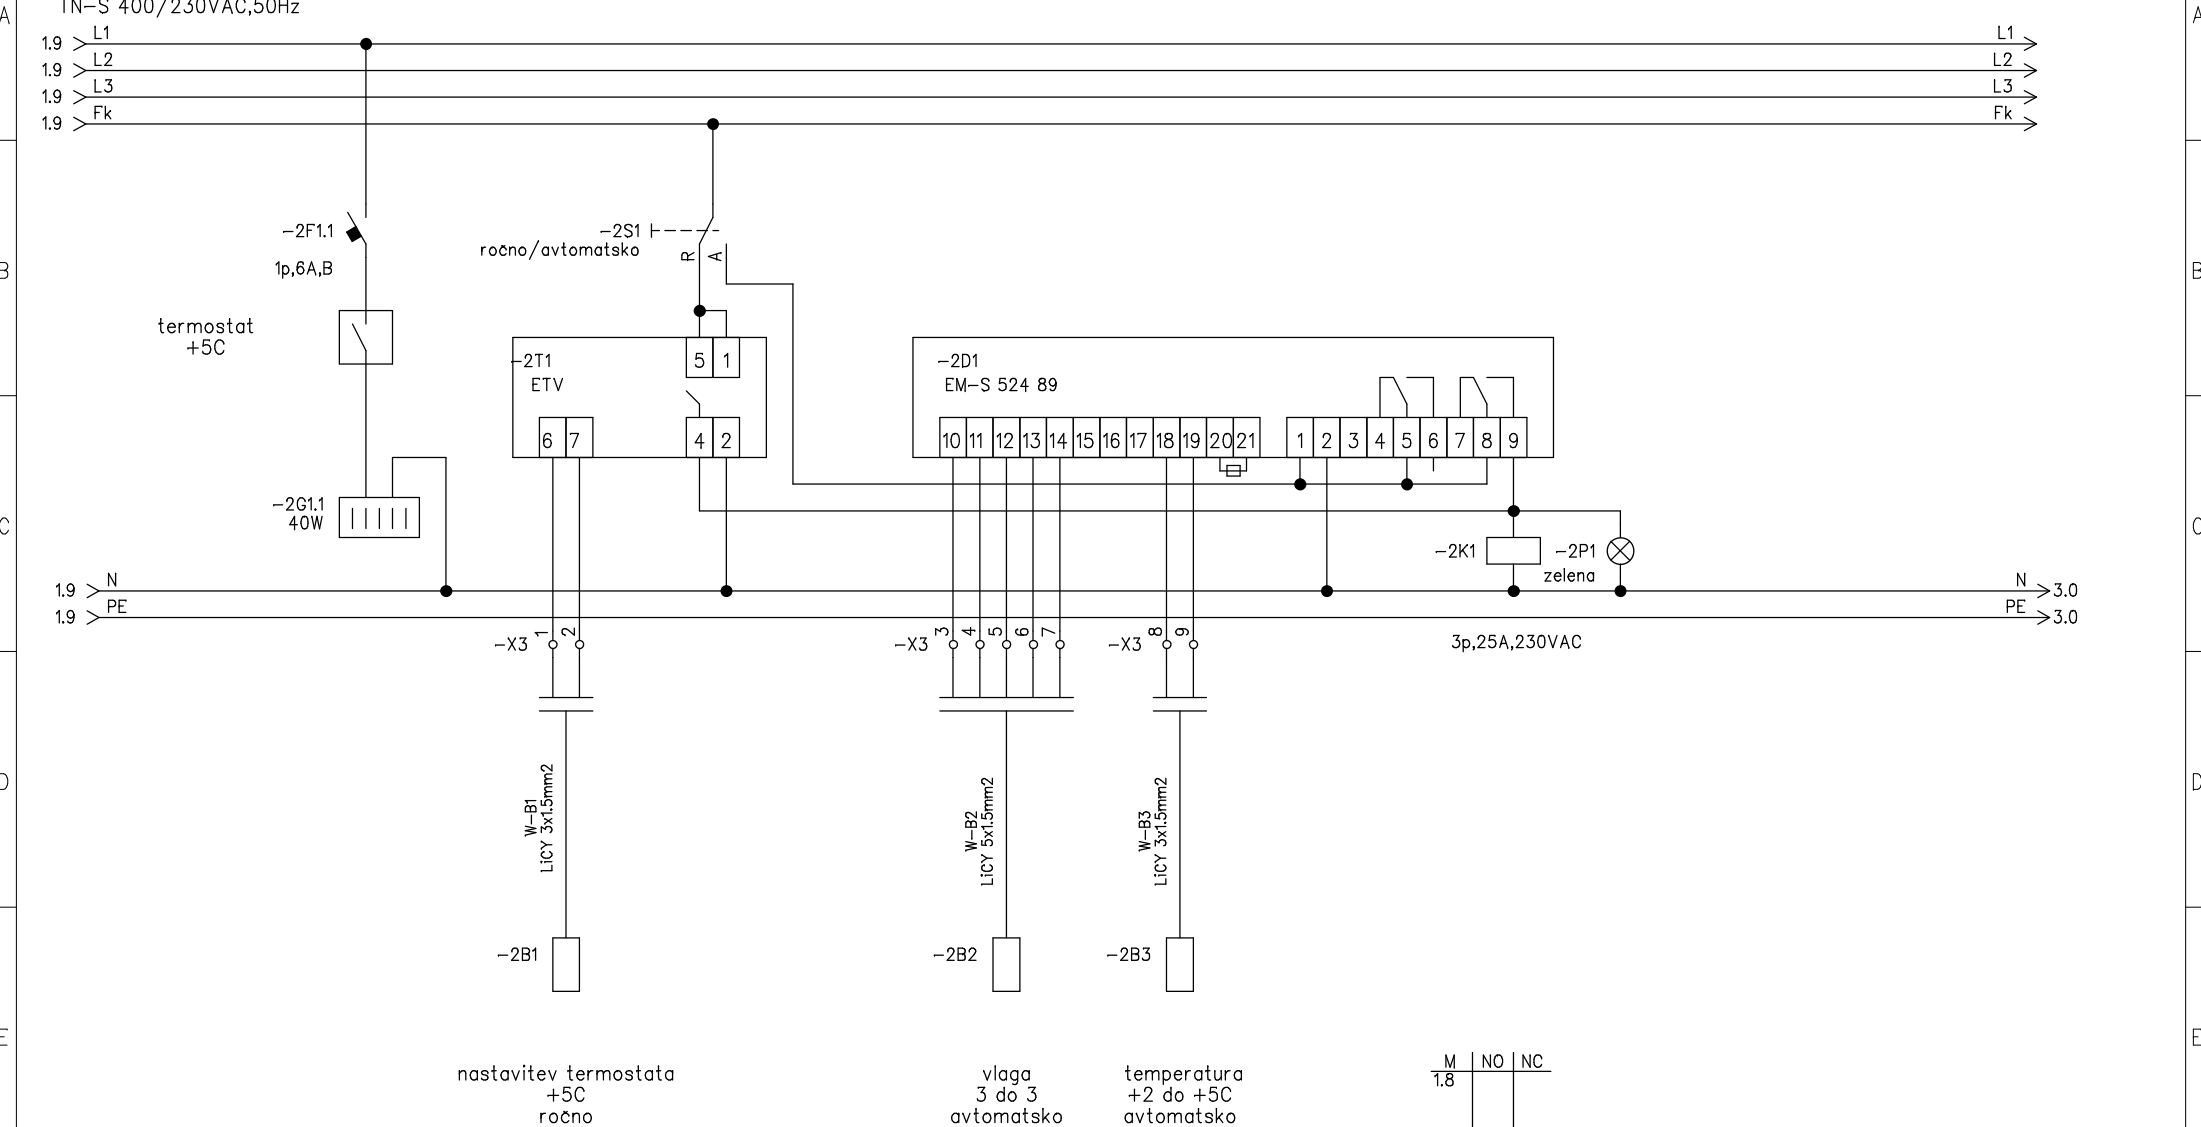 TN-S 400/230VAC,50Hz
A
A
1.9 L1 L1
1.9 L2 L2
1.9 L3 L3
1.9 Fk Fk
-2F1.1
1p,6A,B
-2S1
ročno/avtomatsko
R A
B
B
termostat
+5C
-2T1
ETV
5 1
6 7 4 2
-2D1
EM-S 524 89
10 11 12 13 14 15 16 17 18 19 20 21 1 2 3 4 5 6 7 8 9
-2G1.1
40W
C
C
-2K1
-2P1
zelena
1.9 N N 3.0
1.9 PE PE 3.0
-X3 1 2
-X3 3 4 5 6 7
-X3 8 9
3p,25A,230VAC
W-B1
LiCY 3x1.5mm2
W-B2
LiCY 5x1.5mm2
W-B3
LiCY 3x1.5mm2
D
D
-2B1
-2B2
-2B3
E
E
nastavitev termostata
+5C
ročno
vlaga
3 do 3
avtomatsko
temperatura
+2 do +5C
avtomatsko
M NO NC
1.8